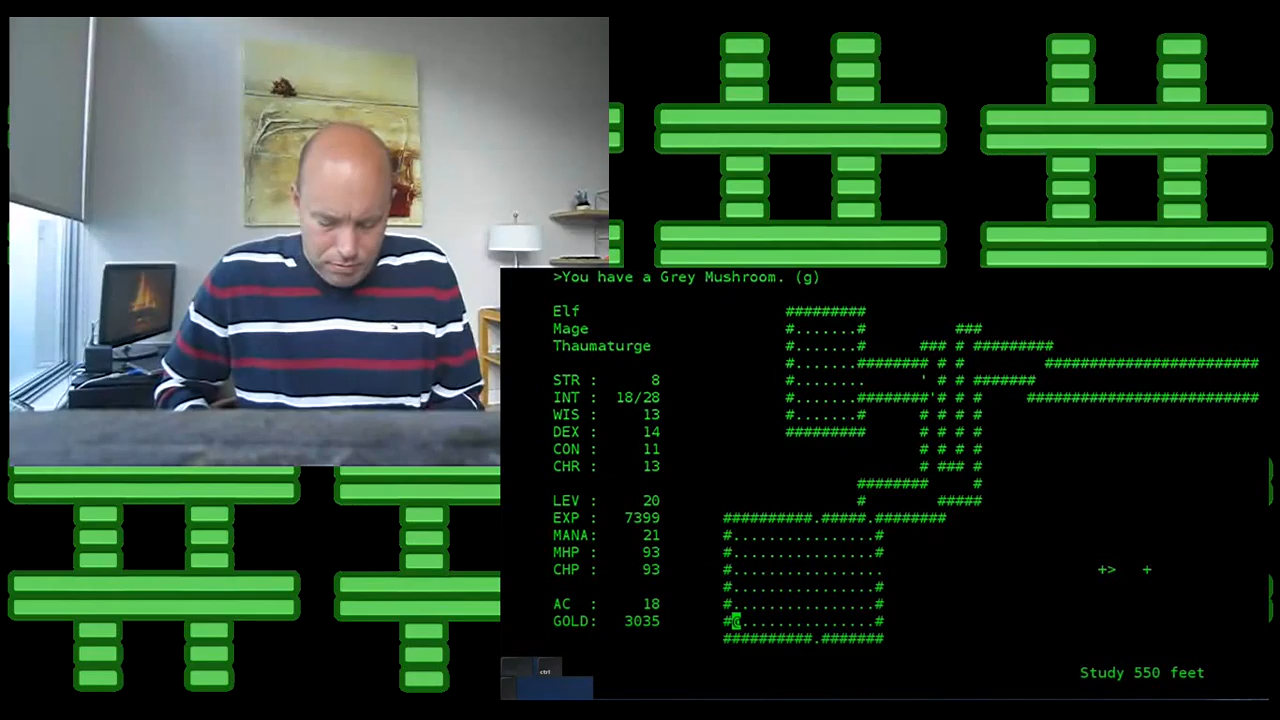 >You have a Grey Mushroom. (g)
Elf
Mage
Thaumaturge
STR : 8
INT : 18/28
WIS : 13
DEX : 14
CON : 11
CHR : 13
LEV : 20
EXP : 7399
MANA: 21
MHP : 93
CHP : 93
AC : 18
GOLD: 3035
ctrl
Study 550 feet